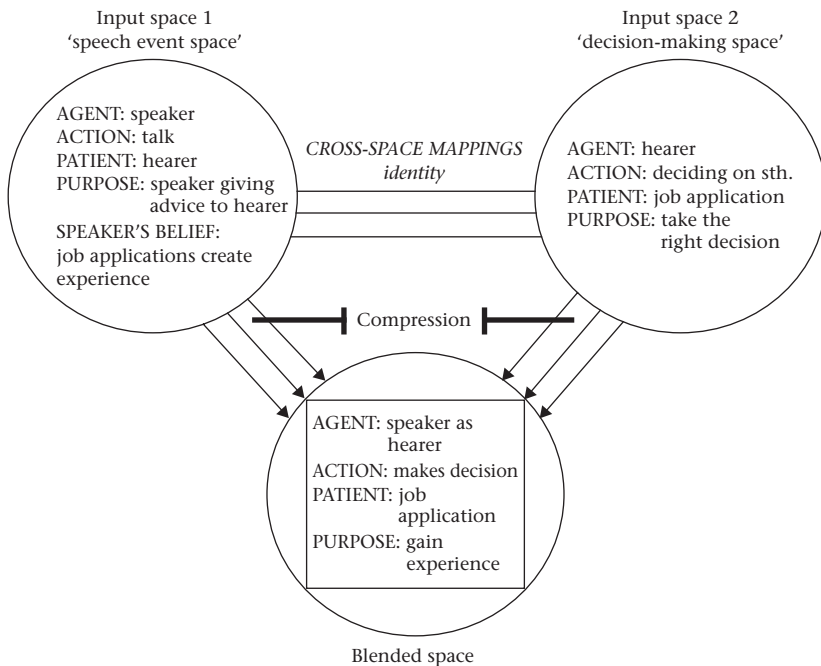 Input space 1
'speech event space'
Input space 2
'decision-making space'
AGENT: speaker
ACTION: talk
PATIENT: hearer
PURPOSE: speaker giving
advice to hearer
SPEAKER'S BELIEF:
job applications create
experience
CROSS-SPACE MAPPINGS
identity
AGENT: hearer
ACTION: deciding on sth.
PATIENT: job application
PURPOSE: take the
right decision
Compression
AGENT: speaker as
hearer
ACTION: makes decision
PATIENT: job
application
PURPOSE: gain
experience
Blended space